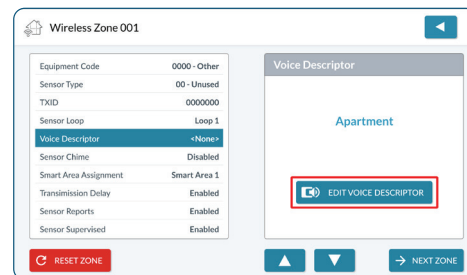 Wireless Zone 001
Equipment Code 0000 - Other
Sensor Type 00 - Unused
TXID 0000000
Sensor Loop Loop 1
Voice Descriptor <None>
Sensor Chime Disabled
Smart Area Assignment Smart Area 1
Transimission Delay Enabled
Sensor Reports Enabled
Sensor Supervised Enabled
Voice Descriptor
Apartment
EDIT VOICE DESCRIPTOR
RESET ZONE
NEXT ZONE